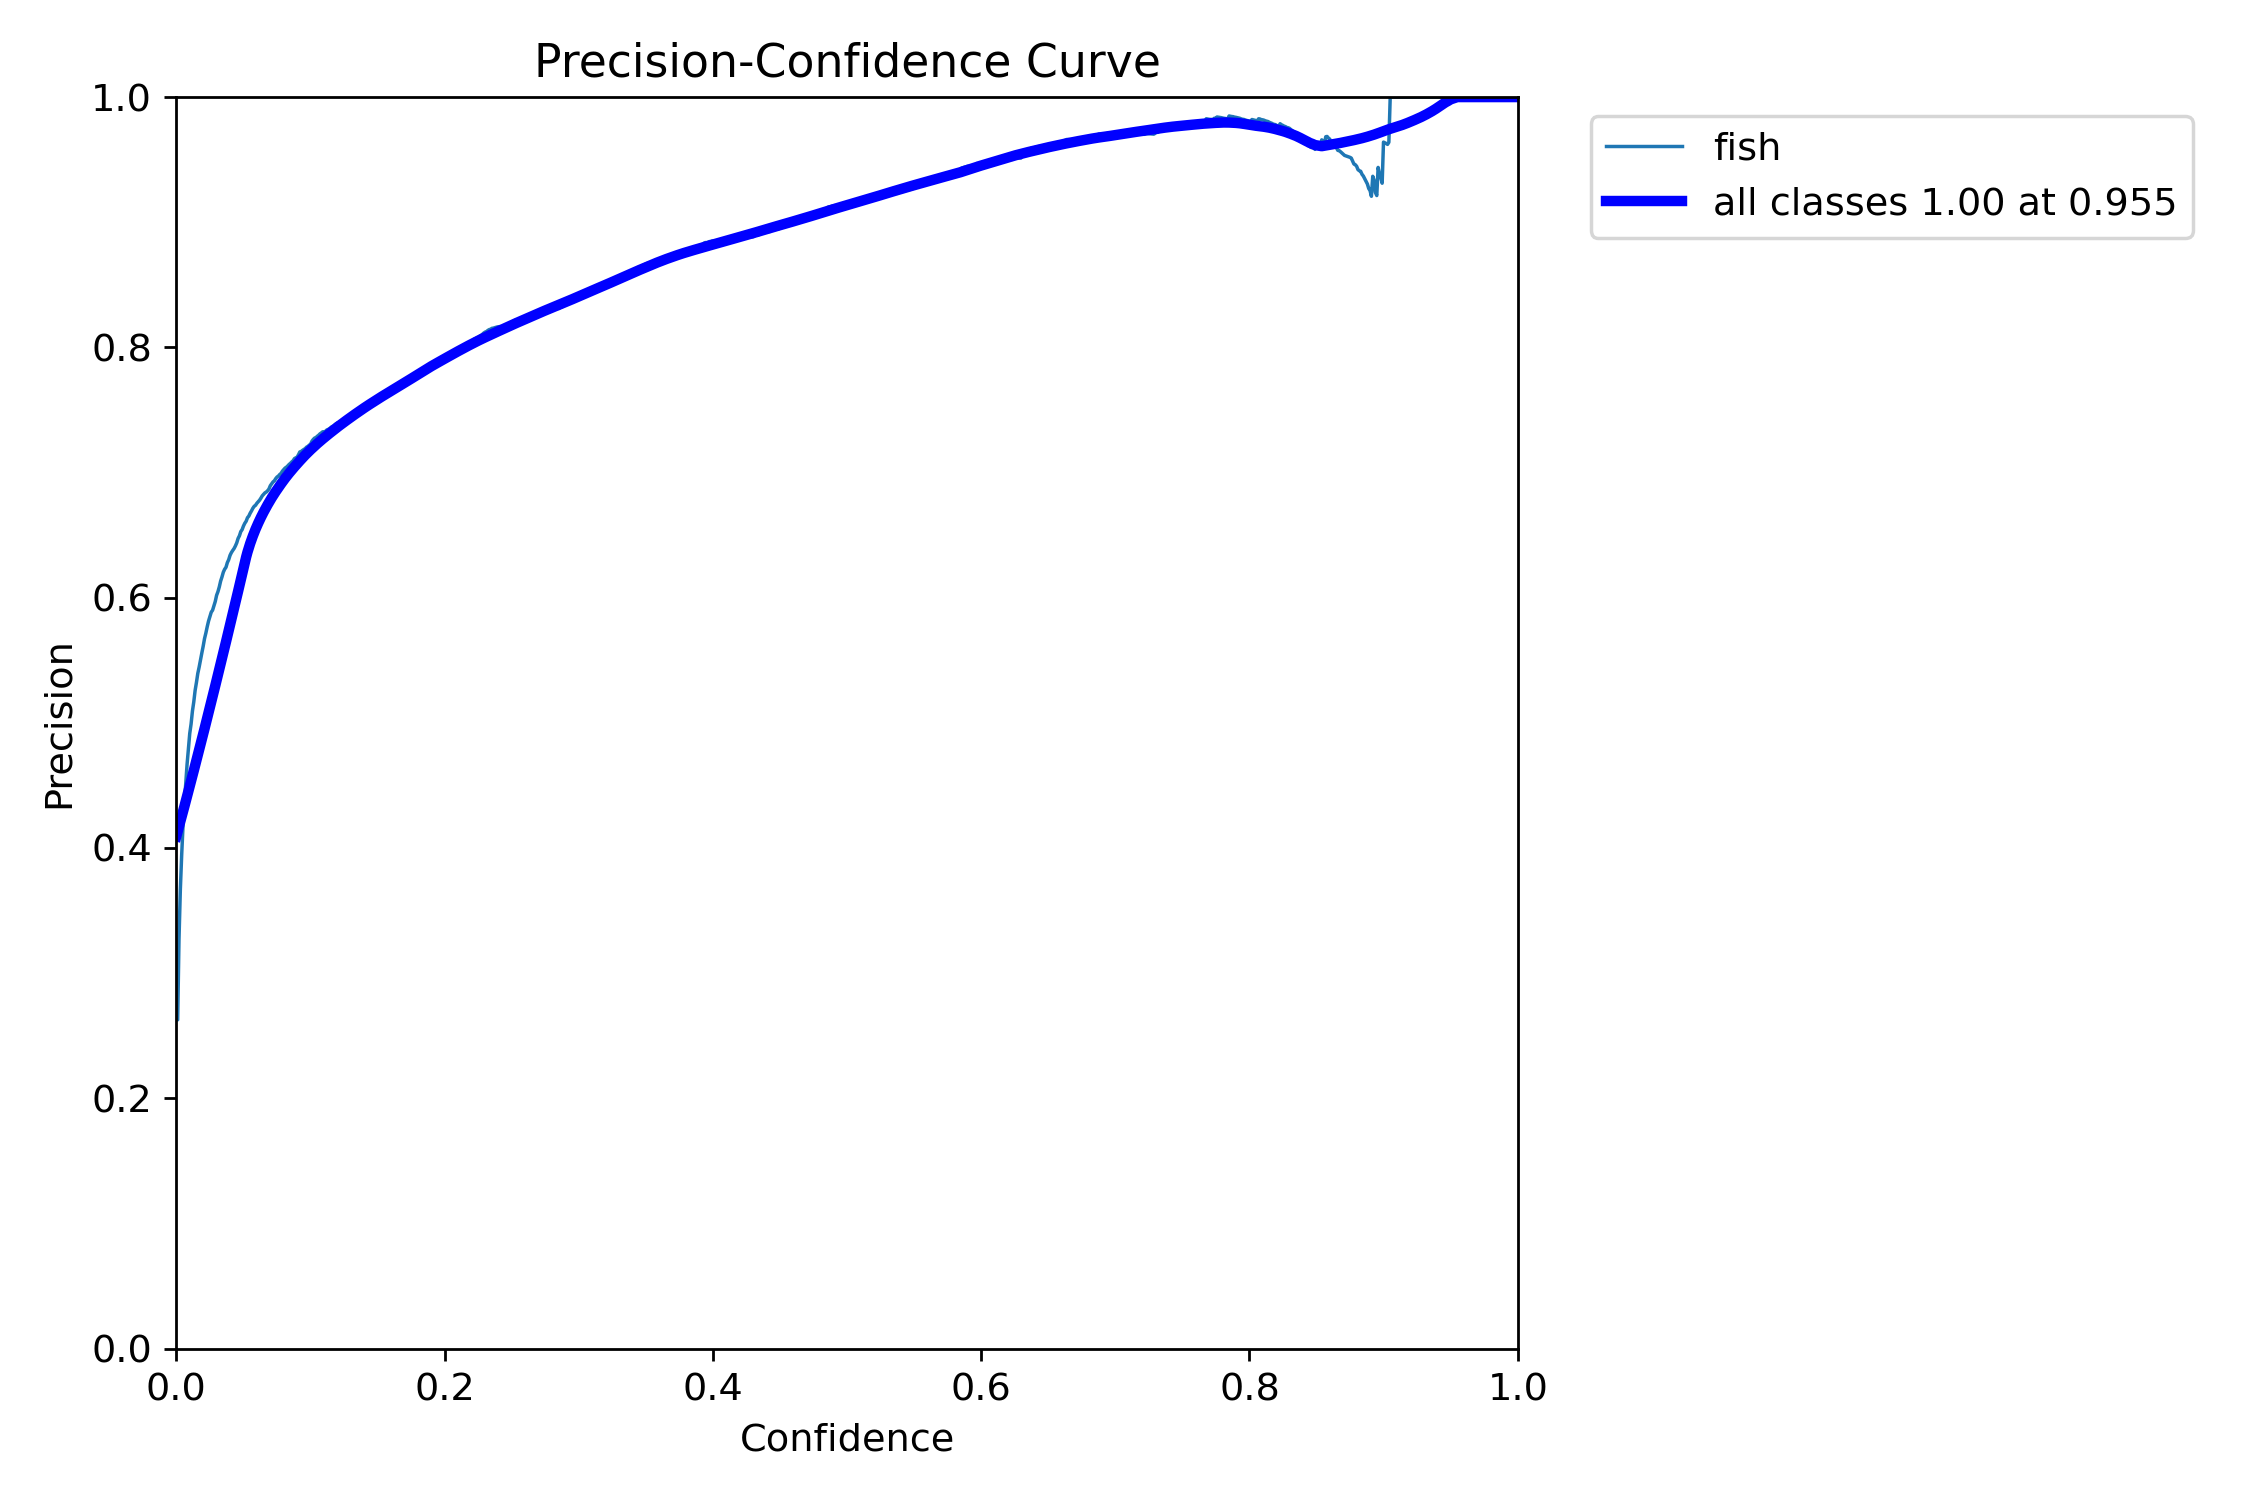 Precision-Confidence Curve
1.0
0.8
0.6
0.4
0.2
0.0
Precision
0.0 0.2 0.4 0.6 0.8 1.0
Confidence
fish
all classes 1.00 at 0.955